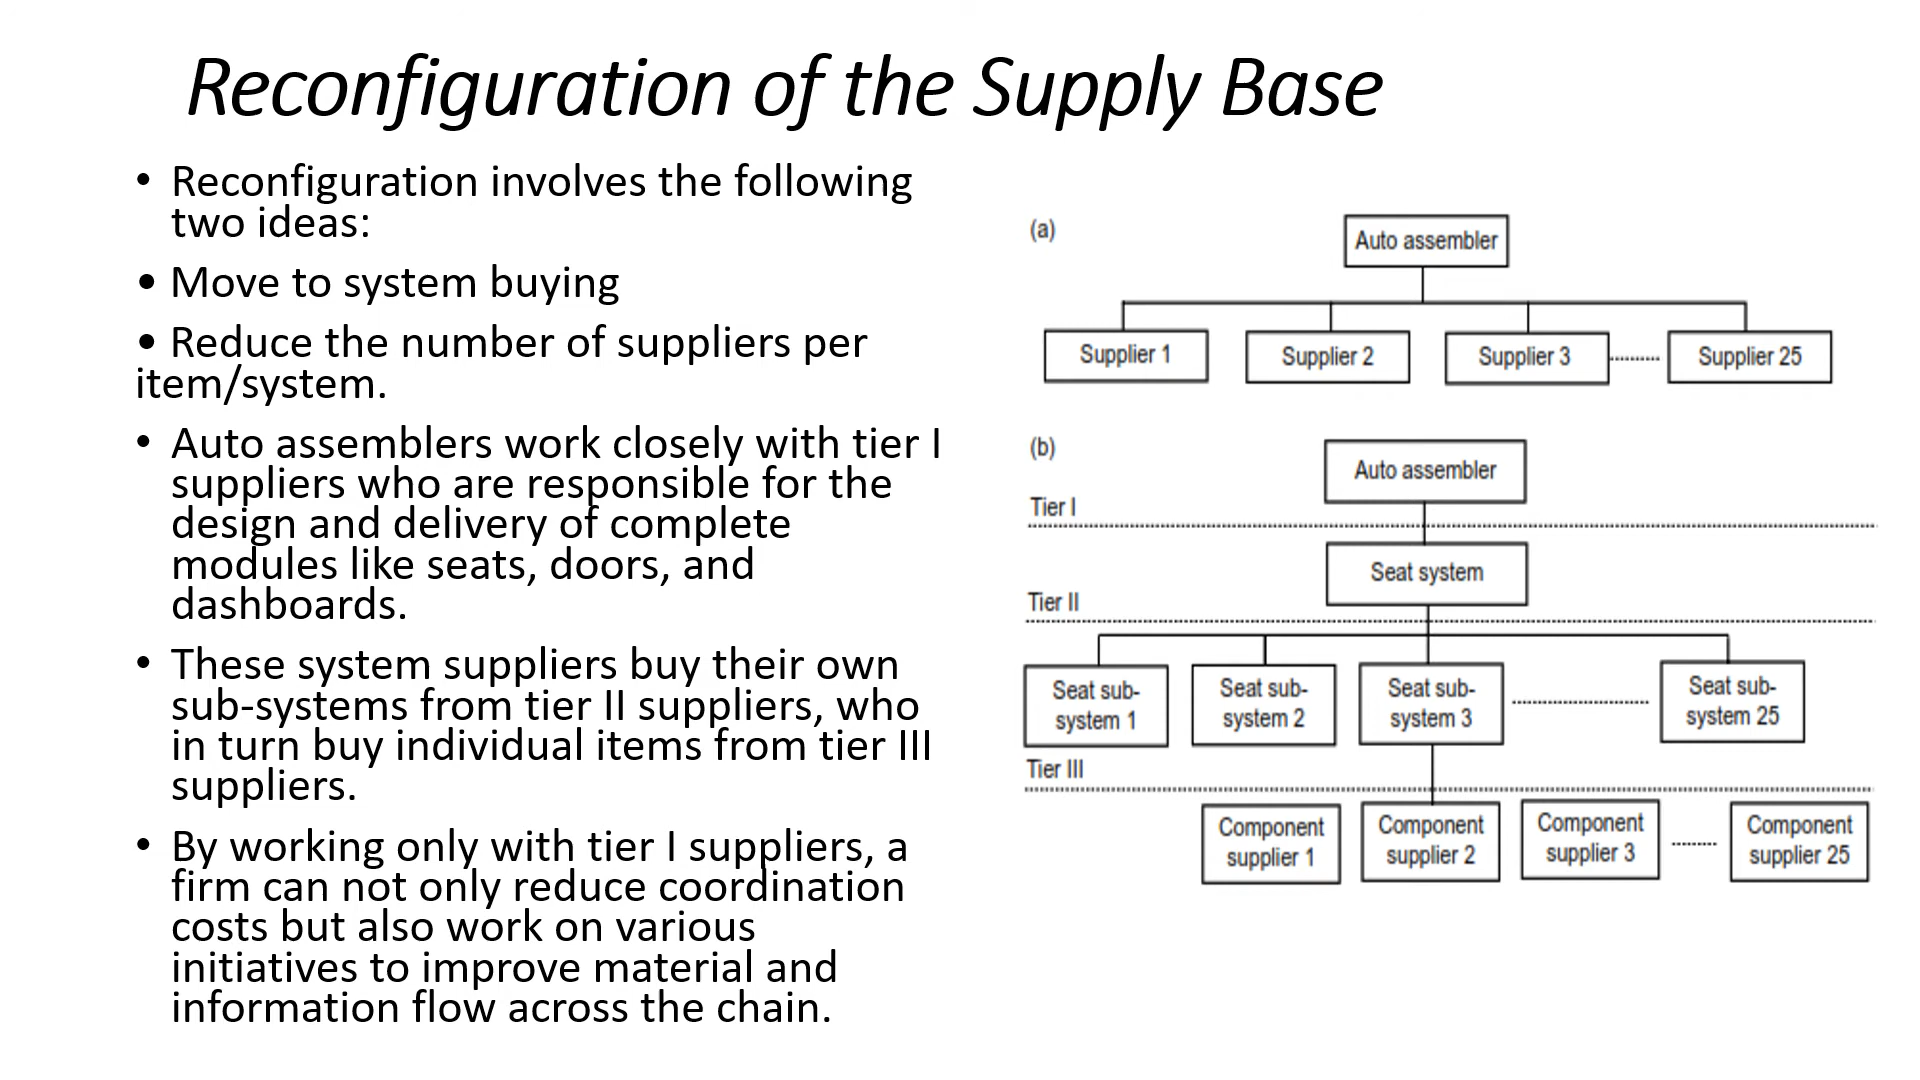 Reconfiguration of the Supply Base
• Reconfiguration involves the following
two ideas:
• Move to system buying
• Reduce the number of suppliers per
item/system.
• Auto assemblers work closely with tier I
suppliers who are responsible for the
design and delivery of complete
modules like seats, doors, and
dashboards.
• These system suppliers buy their own
sub-systems from tier II suppliers, who
in turn buy individual items from tier III
suppliers.
• By working only with tier I suppliers, a
firm can not only reduce coordination
costs but also work on various
initiatives to improve material and
information flow across the chain.
(a)
Auto assembler
Supplier 1
Supplier 2
Supplier 3
Supplier 25
(b)
Auto assembler
Tier I
Seat system
Tier II
Seat sub-
system 1
Seat sub-
system 2
Seat sub-
system 3
Seat sub-
system 25
Tier III
Component
supplier 1
Component
supplier 2
Component
supplier 3
Component
supplier 25